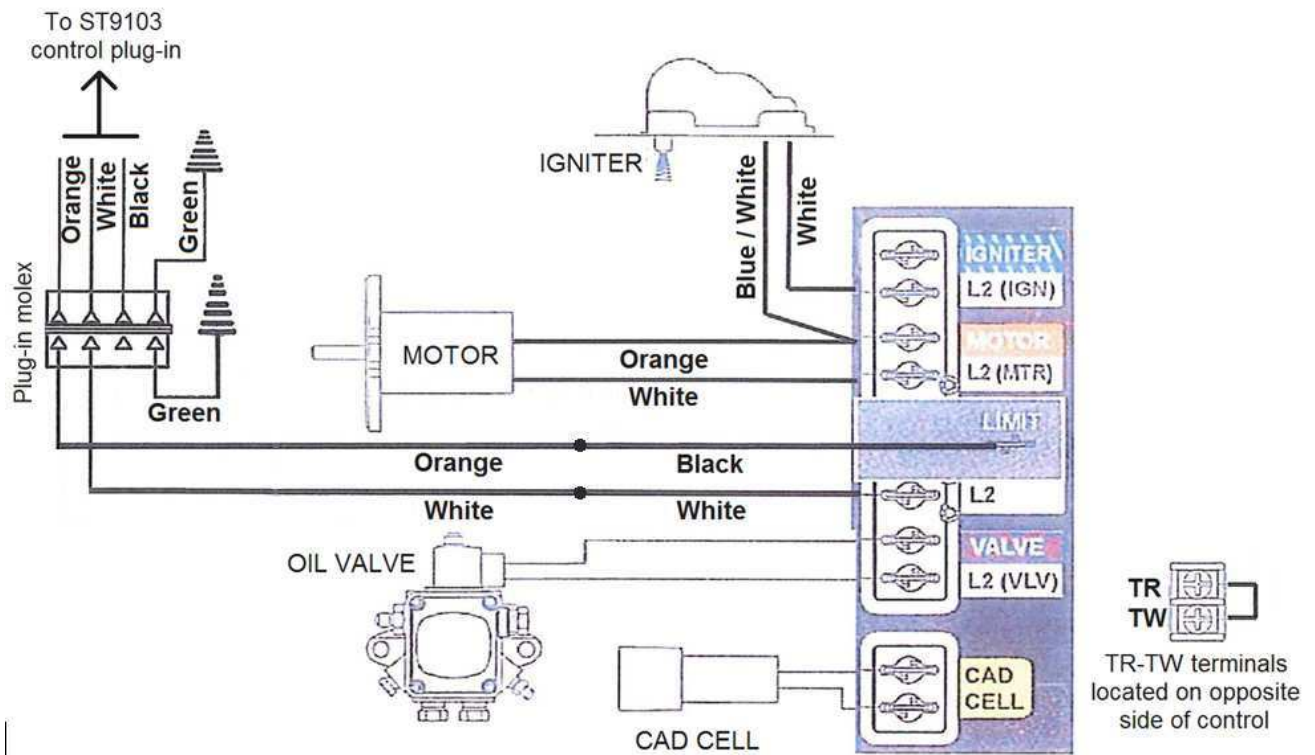 To ST9103
control plug-in
Orange
White
Black
Green
Plug-in molex
Green
IGNITER
Blue / White
White
MOTOR
Orange
White
Orange
Black
White
White
OIL VALVE
CAD CELL
IGNITER
L2 (IGN)
MOTOR
L2 (MTR)
LIMIT
L2
VALVE
L2 (VLV)
CAD
CELL
TR
TW
TR-TW terminals
located on opposite
side of control